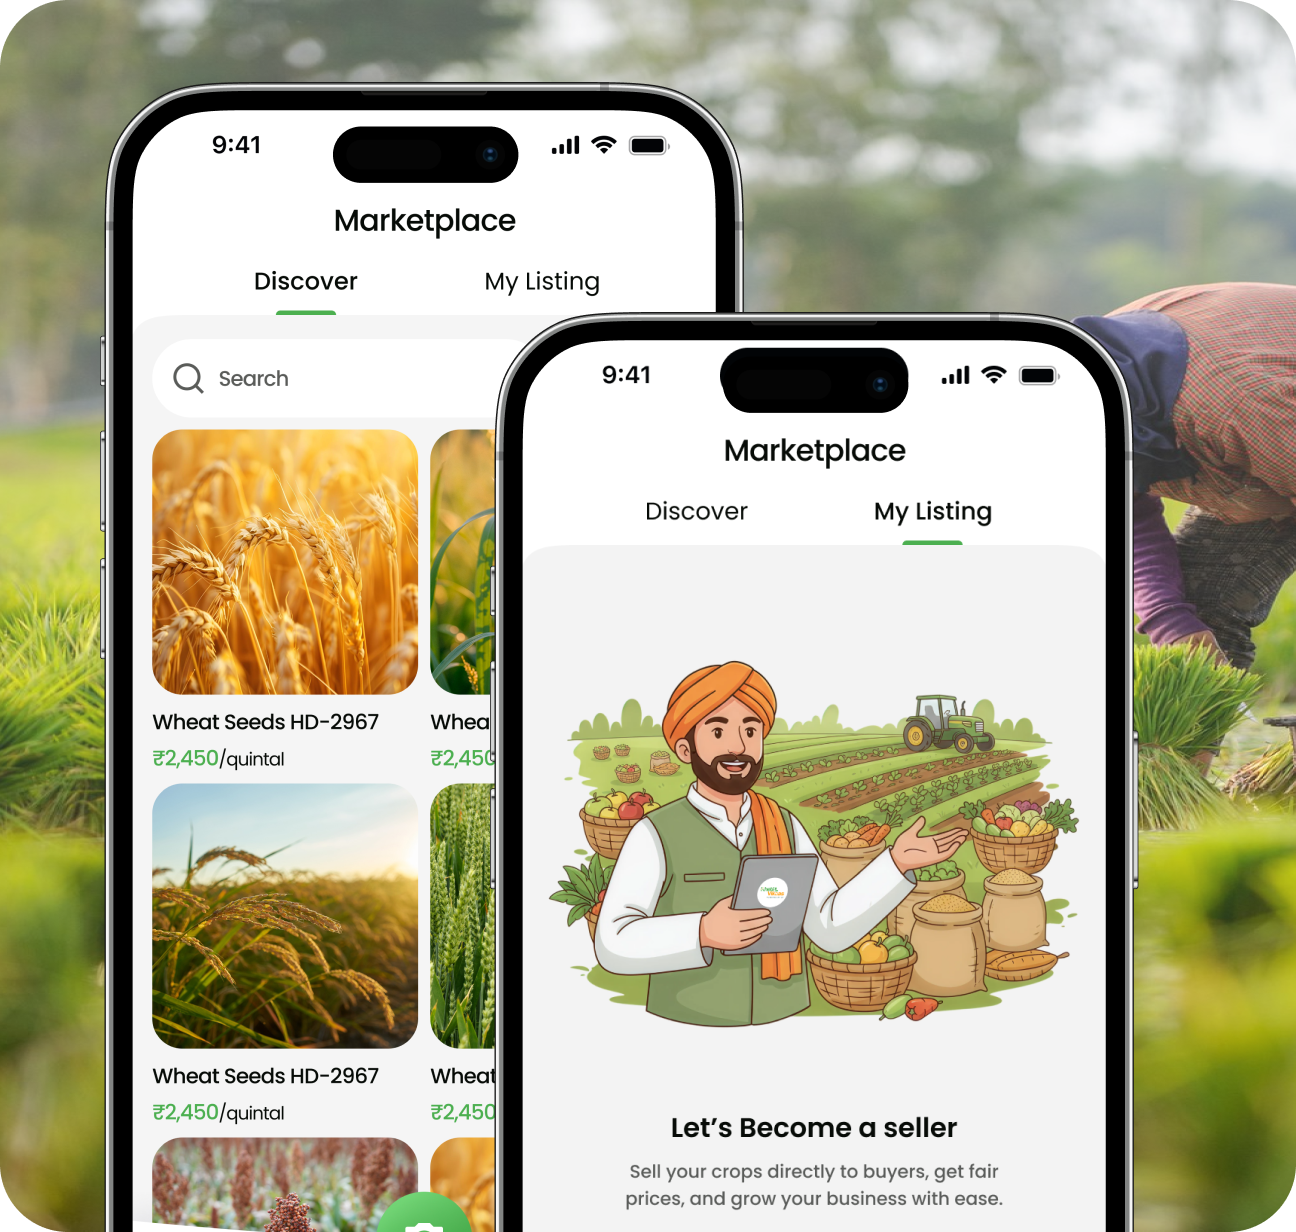 9:41
Marketplace
Discover My Listing
Search
Wheat Seeds HD-2967
₹2,450/quintal
₹2,450
Wheat Seeds HD-2967
₹2,450/quintal
₹2,450
9:41
Marketplace
Discover My Listing
Let’s Become a seller
Sell your crops directly to buyers, get fair
prices, and grow your business with ease.